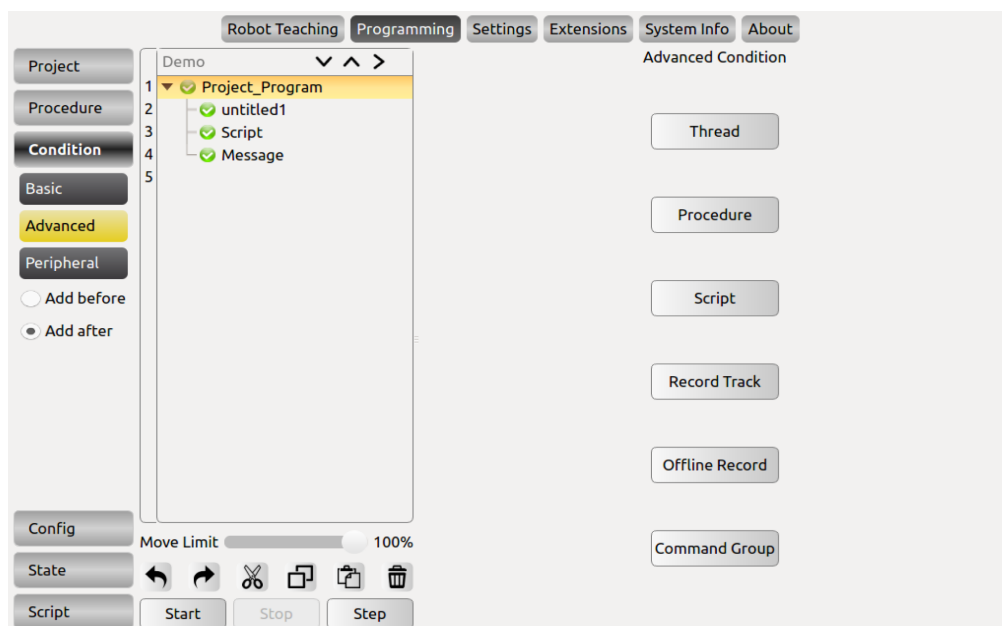 Robot Teaching Programming Settings Extensions System Info About
Project
Procedure
Condition
Basic
Advanced
Peripheral
Add before
Add after
Config
State
Script
Demo
1 Project_Program
2 untitled1
3 Script
4 Message
5
Move Limit 100%
Start Stop Step
Advanced Condition
Thread
Procedure
Script
Record Track
Offline Record
Command Group